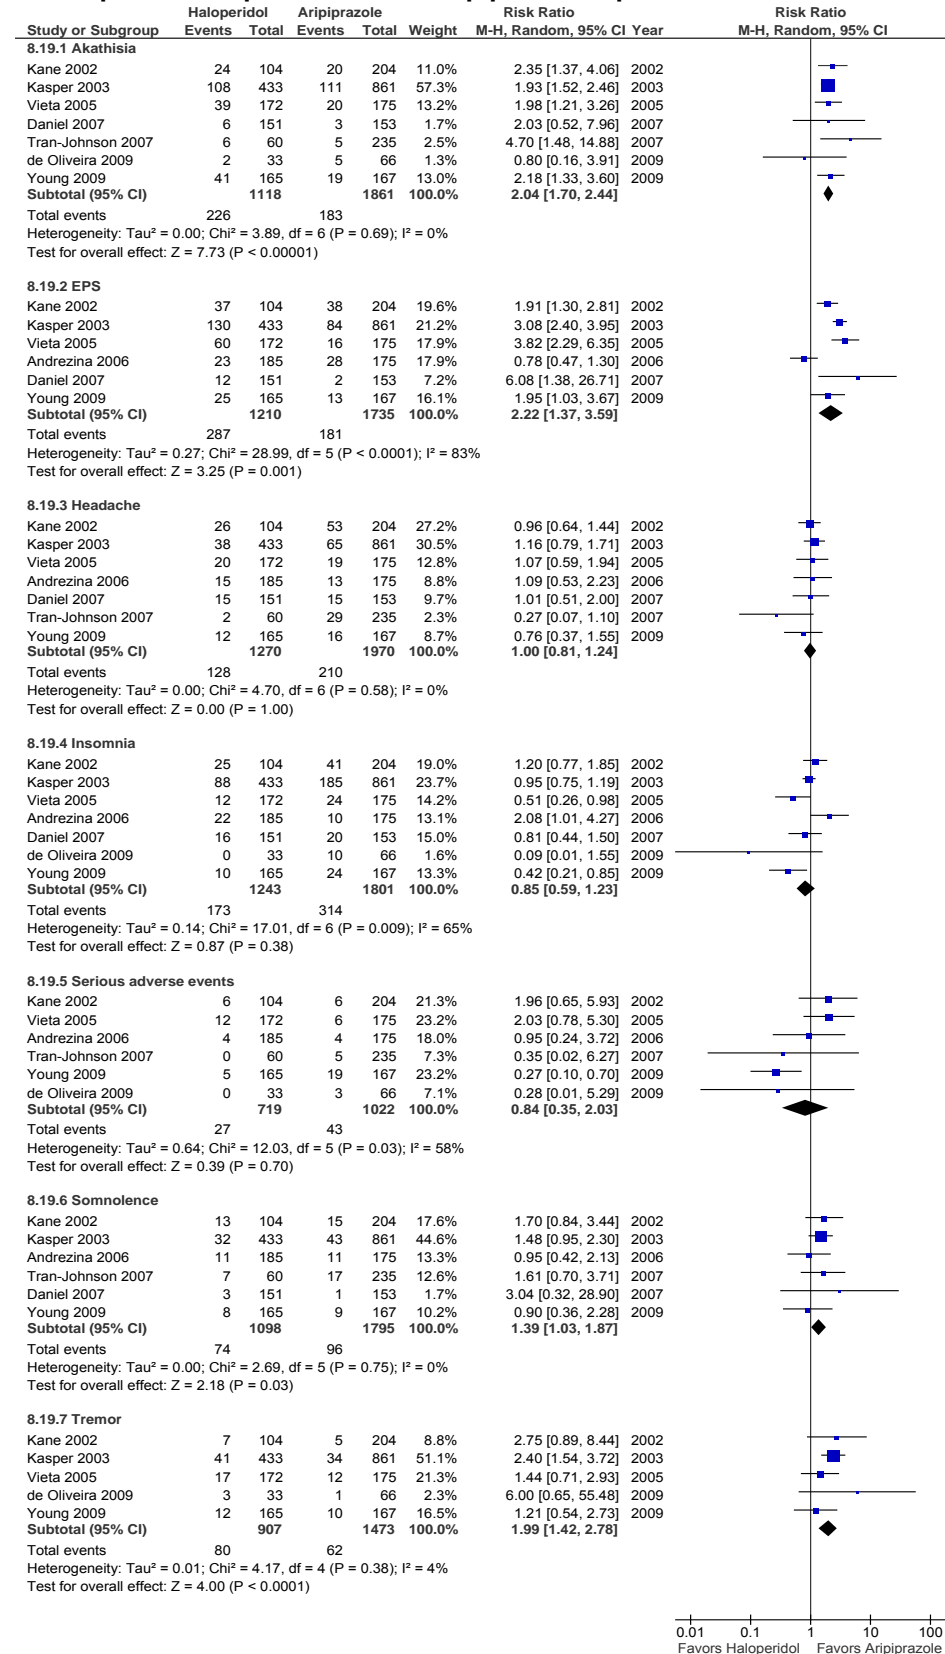 Haloperidol Aripiprazole Risk Ratio Risk Ratio
Study or Subgroup Events Total Events Total Weight M-H, Random, 95% CI Year M-H, Random, 95% CI
8.19.1 Akathisia
Kane 2002 24 104 20 204 11.0% 2.35 [1.37, 4.06] 2002
Kasper 2003 108 433 111 861 57.3% 1.93 [1.52, 2.46] 2003
Vieta 2005 39 172 20 175 13.2% 1.98 [1.21, 3.26] 2005
Daniel 2007 6 151 3 153 1.7% 2.03 [0.52, 7.96] 2007
Tran-Johnson 2007 6 60 5 235 2.5% 4.70 [1.48, 14.88] 2007
de Oliveira 2009 2 33 5 66 1.3% 0.80 [0.16, 3.91] 2009
Young 2009 41 165 19 167 13.0% 2.18 [1.33, 3.60] 2009
Subtotal (95% CI) 1118 1861 100.0% 2.04 [1.70, 2.44]
Total events 226 183
Heterogeneity: Tau² = 0.00; Chi² = 3.89, df = 6 (P = 0.69); I² = 0%
Test for overall effect: Z = 7.73 (P < 0.00001)
8.19.2 EPS
Kane 2002 37 104 38 204 19.6% 1.91 [1.30, 2.81] 2002
Kasper 2003 130 433 84 861 21.2% 3.08 [2.40, 3.95] 2003
Vieta 2005 60 172 16 175 17.9% 3.82 [2.29, 6.35] 2005
Andrezina 2006 23 185 28 175 17.9% 0.78 [0.47, 1.30] 2006
Daniel 2007 12 151 2 153 7.2% 6.08 [1.38, 26.71] 2007
Young 2009 25 165 13 167 16.1% 1.95 [1.03, 3.67] 2009
Subtotal (95% CI) 1210 1735 100.0% 2.22 [1.37, 3.59]
Total events 287 181
Heterogeneity: Tau² = 0.27; Chi² = 28.99, df = 5 (P < 0.0001); I² = 83%
Test for overall effect: Z = 3.25 (P = 0.001)
8.19.3 Headache
Kane 2002 26 104 53 204 27.2% 0.96 [0.64, 1.44] 2002
Kasper 2003 38 433 65 861 30.5% 1.16 [0.79, 1.71] 2003
Vieta 2005 20 172 19 175 12.8% 1.07 [0.59, 1.94] 2005
Andrezina 2006 15 185 13 175 8.8% 1.09 [0.53, 2.23] 2006
Daniel 2007 15 151 15 153 9.7% 1.01 [0.51, 2.00] 2007
Tran-Johnson 2007 2 60 29 235 2.3% 0.27 [0.07, 1.10] 2007
Young 2009 12 165 16 167 8.7% 0.76 [0.37, 1.55] 2009
Subtotal (95% CI) 1270 1970 100.0% 1.00 [0.81, 1.24]
Total events 128 210
Heterogeneity: Tau² = 0.00; Chi² = 4.70, df = 6 (P = 0.58); I² = 0%
Test for overall effect: Z = 0.00 (P = 1.00)
8.19.4 Insomnia
Kane 2002 25 104 41 204 19.0% 1.20 [0.77, 1.85] 2002
Kasper 2003 88 433 185 861 23.7% 0.95 [0.75, 1.19] 2003
Vieta 2005 12 172 24 175 14.2% 0.51 [0.26, 0.98] 2005
Andrezina 2006 22 185 10 175 13.1% 2.08 [1.01, 4.27] 2006
Daniel 2007 16 151 20 153 15.0% 0.81 [0.44, 1.50] 2007
de Oliveira 2009 0 33 10 66 1.6% 0.09 [0.01, 1.55] 2009
Young 2009 10 165 24 167 12.0% 0.42 [0.21, 0.85] 2009
Subtotal (95% CI) 1243 1801 100.0% 0.85 [0.59, 1.23]
Total events 173 314
Heterogeneity: Tau² = 0.14; Chi² = 17.01, df = 6 (P = 0.009); I² = 65%
Test for overall effect: Z = 0.87 (P = 0.38)
8.19.5 Serious adverse events
Kane 2002 6 104 6 204 21.3% 1.96 [0.65, 5.93] 2002
Vieta 2005 12 172 6 175 23.2% 2.03 [0.78, 5.30] 2005
Andrezina 2006 4 185 4 175 18.0% 0.95 [0.24, 3.72] 2006
Tran-Johnson 2007 0 60 5 235 7.3% 0.35 [0.02, 6.27] 2007
Young 2009 5 165 19 167 23.2% 0.27 [0.10, 0.70] 2009
de Oliveira 2009 0 33 3 66 7.1% 0.28 [0.01, 5.29] 2009
Subtotal (95% CI) 719 1022 100.0% 0.84 [0.35, 2.03]
Total events 27 43
Heterogeneity: Tau² = 0.64; Chi² = 12.03, df = 5 (P = 0.03); I² = 58%
Test for overall effect: Z = 0.39 (P = 0.70)
8.19.6 Somnolence
Kane 2002 13 104 15 204 17.6% 1.70 [0.84, 3.44] 2002
Kasper 2003 32 433 43 861 44.6% 1.48 [0.95, 2.30] 2003
Andrezina 2006 11 185 11 175 13.3% 0.95 [0.42, 2.13] 2006
Tran-Johnson 2007 7 60 17 235 12.6% 1.61 [0.70, 3.71] 2007
Daniel 2007 3 151 1 153 1.7% 3.04 [0.32, 28.90] 2007
Young 2009 8 165 9 167 10.2% 0.90 [0.36, 2.28] 2009
Subtotal (95% CI) 1098 1795 100.0% 1.39 [1.03, 1.87]
Total events 74 96
Heterogeneity: Tau² = 0.00; Chi² = 2.69, df = 5 (P = 0.75); I² = 0%
Test for overall effect: Z = 2.18 (P = 0.03)
8.19.7 Tremor
Kane 2002 7 104 5 204 8.8% 2.75 [0.89, 8.44] 2002
Kasper 2003 41 433 34 861 51.1% 2.40 [1.54, 3.72] 2003
Vieta 2005 17 172 12 175 21.3% 1.44 [0.71, 2.93] 2005
de Oliveira 2009 3 33 1 66 2.3% 6.00 [0.65, 55.48] 2009
Young 2009 12 165 10 167 16.5% 1.21 [0.54, 2.73] 2009
Subtotal (95% CI) 907 1473 100.0% 1.99 [1.42, 2.78]
Total events 80 62
Heterogeneity: Tau² = 0.01; Chi² = 4.17, df = 4 (P = 0.38); I² = 4%
Test for overall effect: Z = 4.00 (P < 0.0001)
0.01 0.1 1 10 100
Favors Haloperidol Favors Aripiprazole